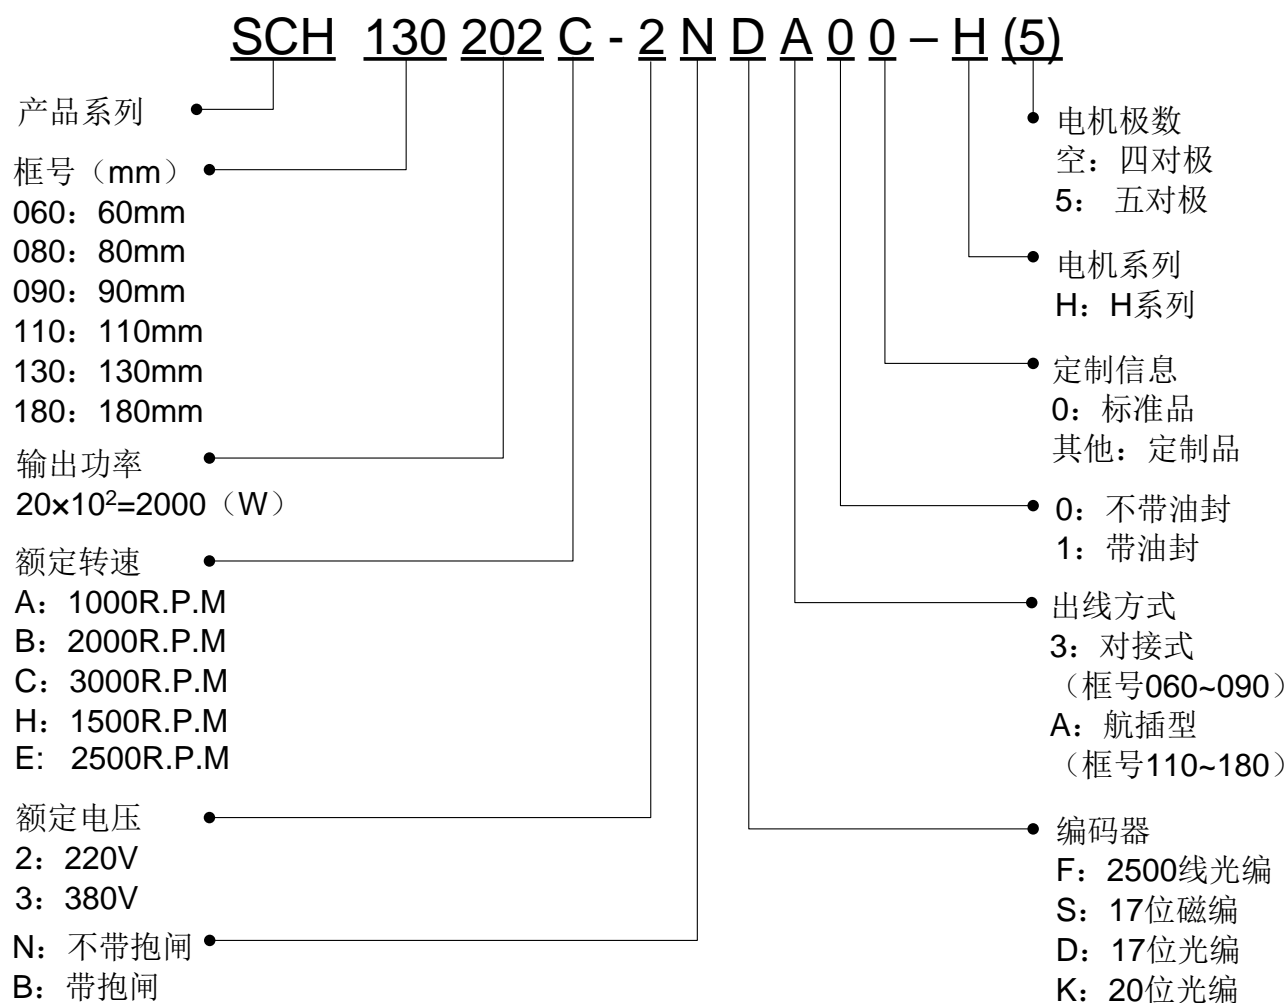 SCH 130 202 C - 2 N D A 0 0 – H (5)
产品系列
框号（mm）
060：60mm
080：80mm
090：90mm
110：110mm
130：130mm
180：180mm
输出功率
20×10²=2000（W）
额定转速
A：1000R.P.M
B：2000R.P.M
C：3000R.P.M
H：1500R.P.M
E: 2500R.P.M
额定电压
2：220V
3：380V
N：不带抱闸
B：带抱闸
电机极数
空：四对极
5： 五对极
电机系列
H：H系列
定制信息
0：标准品
其他：定制品
0：不带油封
1：带油封
出线方式
3：对接式
（框号060~090）
A：航插型
（框号110~180）
编码器
F：2500线光编
S：17位磁编
D：17位光编
K：20位光编